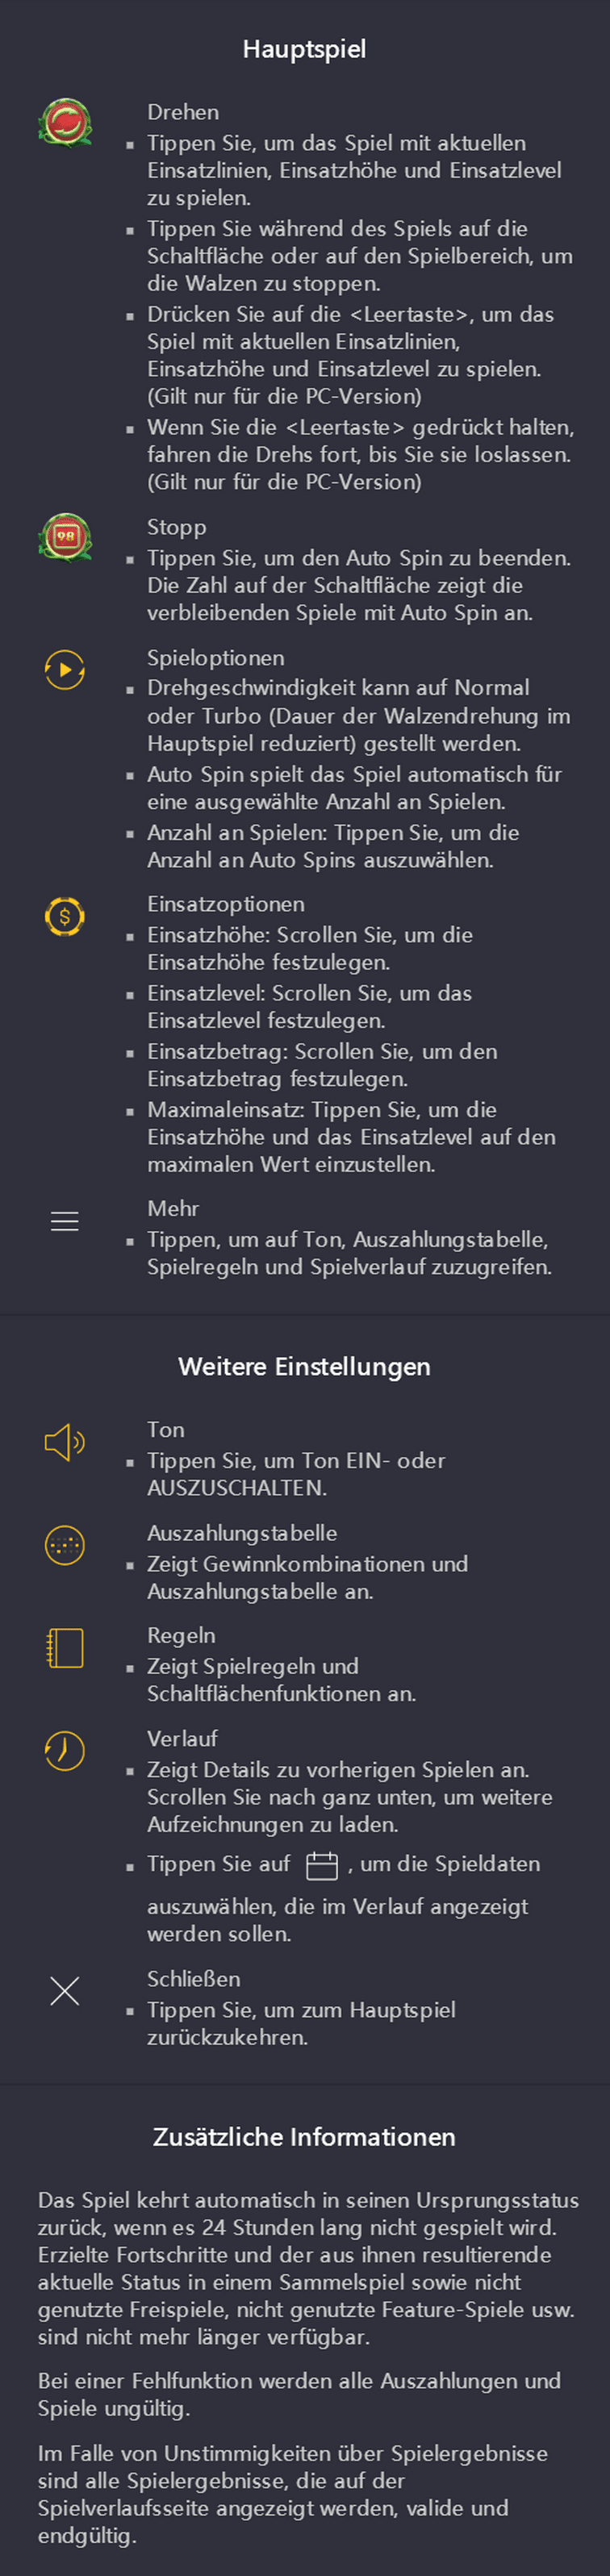 Hauptspiel
Drehen
▪ Tippen Sie, um das Spiel mit aktuellen
Einsatzlinien, Einsatzhöhe und Einsatzlevel
zu spielen.
▪ Tippen Sie während des Spiels auf die
Schaltfläche oder auf den Spielbereich, um
die Walzen zu stoppen.
▪ Drücken Sie auf die <Leertaste>, um das
Spiel mit aktuellen Einsatzlinien,
Einsatzhöhe und Einsatzlevel zu spielen.
(Gilt nur für die PC-Version)
▪ Wenn Sie die <Leertaste> gedrückt halten,
fahren die Drehs fort, bis Sie sie loslassen.
(Gilt nur für die PC-Version)
98
Stopp
▪ Tippen Sie, um den Auto Spin zu beenden.
Die Zahl auf der Schaltfläche zeigt die
verbleibenden Spiele mit Auto Spin an.
Spieloptionen
▪ Drehgeschwindigkeit kann auf Normal
oder Turbo (Dauer der Walzendrehung im
Hauptspiel reduziert) gestellt werden.
▪ Auto Spin spielt das Spiel automatisch für
eine ausgewählte Anzahl an Spielen.
▪ Anzahl an Spielen: Tippen Sie, um die
Anzahl an Auto Spins auszuwählen.
$
Einsatzoptionen
▪ Einsatzhöhe: Scrollen Sie, um die
Einsatzhöhe festzulegen.
▪ Einsatzlevel: Scrollen Sie, um das
Einsatzlevel festzulegen.
▪ Einsatzbetrag: Scrollen Sie, um den
Einsatzbetrag festzulegen.
▪ Maximaleinsatz: Tippen Sie, um die
Einsatzhöhe und das Einsatzlevel auf den
maximalen Wert einzustellen.
Mehr
▪ Tippen, um auf Ton, Auszahlungstabelle,
Spielregeln und Spielverlauf zuzugreifen.
Weitere Einstellungen
Ton
▪ Tippen Sie, um Ton EIN- oder
AUSZUSCHALTEN.
Auszahlungstabelle
▪ Zeigt Gewinnkombinationen und
Auszahlungstabelle an.
Regeln
▪ Zeigt Spielregeln und
Schaltflächenfunktionen an.
Verlauf
▪ Zeigt Details zu vorherigen Spielen an.
Scrollen Sie nach ganz unten, um weitere
Aufzeichnungen zu laden.
▪ Tippen Sie auf , um die Spieldaten
auszuwählen, die im Verlauf angezeigt
werden sollen.
Schließen
▪ Tippen Sie, um zum Hauptspiel
zurückzukehren.
Zusätzliche Informationen
Das Spiel kehrt automatisch in seinen Ursprungsstatus
zurück, wenn es 24 Stunden lang nicht gespielt wird.
Erzielte Fortschritte und der aus ihnen resultierende
aktuelle Status in einem Sammelspiel sowie nicht
genutzte Freispiele, nicht genutzte Feature-Spiele usw.
sind nicht mehr länger verfügbar.
Bei einer Fehlfunktion werden alle Auszahlungen und
Spiele ungültig.
Im Falle von Unstimmigkeiten über Spielergebnisse
sind alle Spielergebnisse, die auf der
Spielverlaufsseite angezeigt werden, valide und
endgültig.